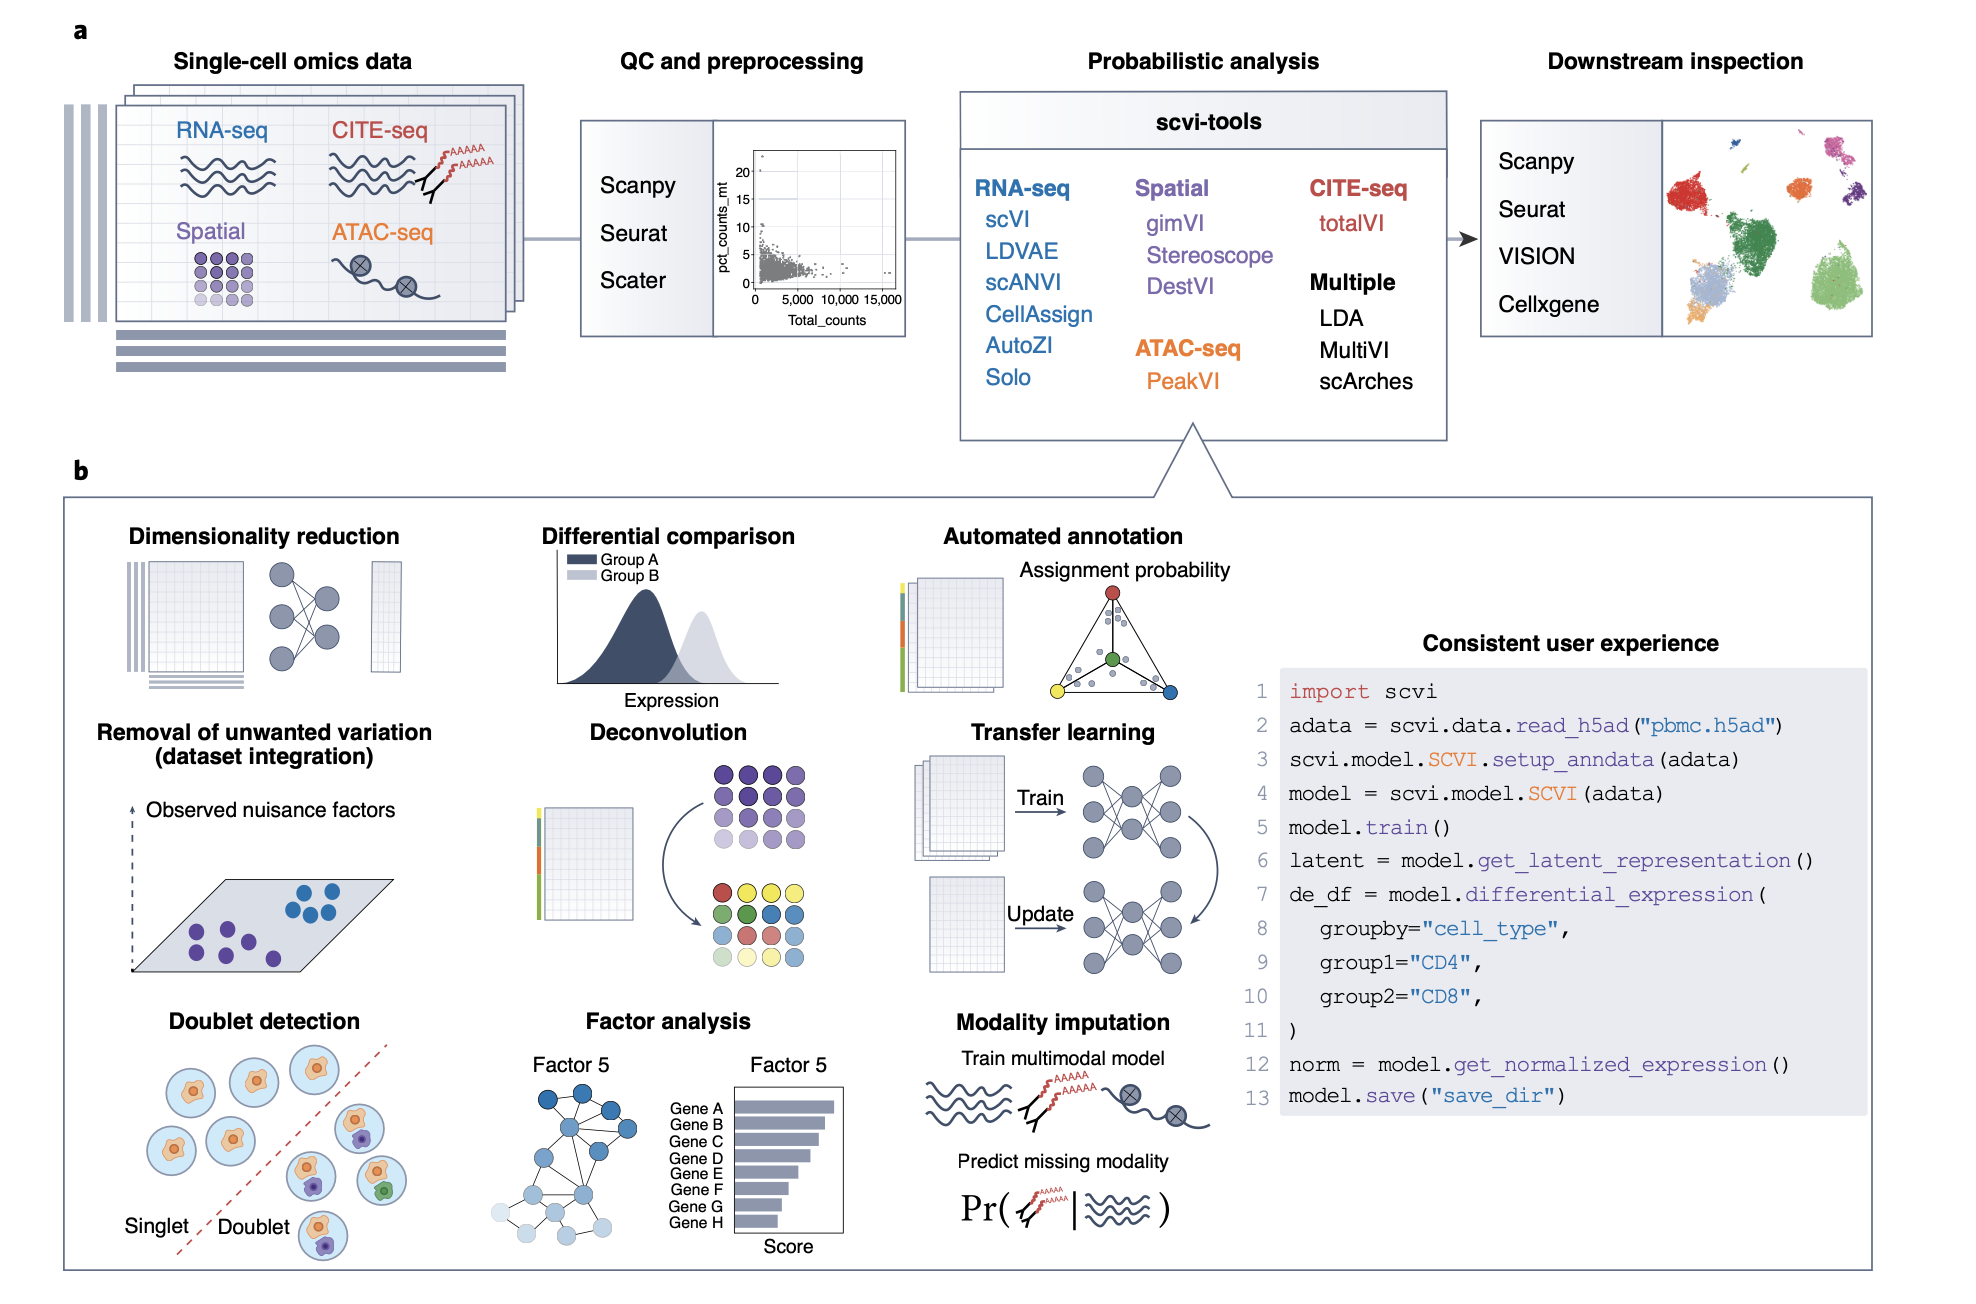 a
Single-cell omics data
QC and preprocessing
Probabilistic analysis
Downstream inspection
RNA-seq
CITE-seq
AAAAA
AAAAA
Spatial
ATAC-seq
Scanpy
Seurat
Scater
pct_counts_mt
20
15
10
5
0
0
5,000
10,000
15,000
Total_counts
scvi-tools
RNA-seq
scVI
LDVAE
scANVI
CellAssign
AutoZI
Solo
Spatial
gimVI
Stereoscope
DestVI
ATAC-seq
PeakVI
CITE-seq
totalVI
Multiple
LDA
MultiVI
scArches
Scanpy
Seurat
VISION
Cellxgene
b
Dimensionality reduction
Differential comparison
Group A
Group B
Expression
Automated annotation
Assignment probability
Removal of unwanted variation
(dataset integration)
Observed nuisance factors
Deconvolution
Transfer learning
Train
Update
Doublet detection
Singlet
Doublet
Factor analysis
Factor 5
Factor 5
Gene A
Gene B
Gene C
Gene D
Gene E
Gene F
Gene G
Gene H
Score
Modality imputation
Train multimodal model
AAAAA
AAAAA
Predict missing modality
Pr( | )
AAAAA
AAAAA
Consistent user experience
1 import scvi
2 adata = scvi.data.read_h5ad("pbmc.h5ad")
3 scvi.model.SCVI.setup_anndata(adata)
4 model = scvi.model.SCVI(adata)
5 model.train()
6 latent = model.get_latent_representation()
7 de_df = model.differential_expression(
8 groupby="cell_type",
9 group1="CD4",
10 group2="CD8",
11 )
12 norm = model.get_normalized_expression()
13 model.save("save_dir")